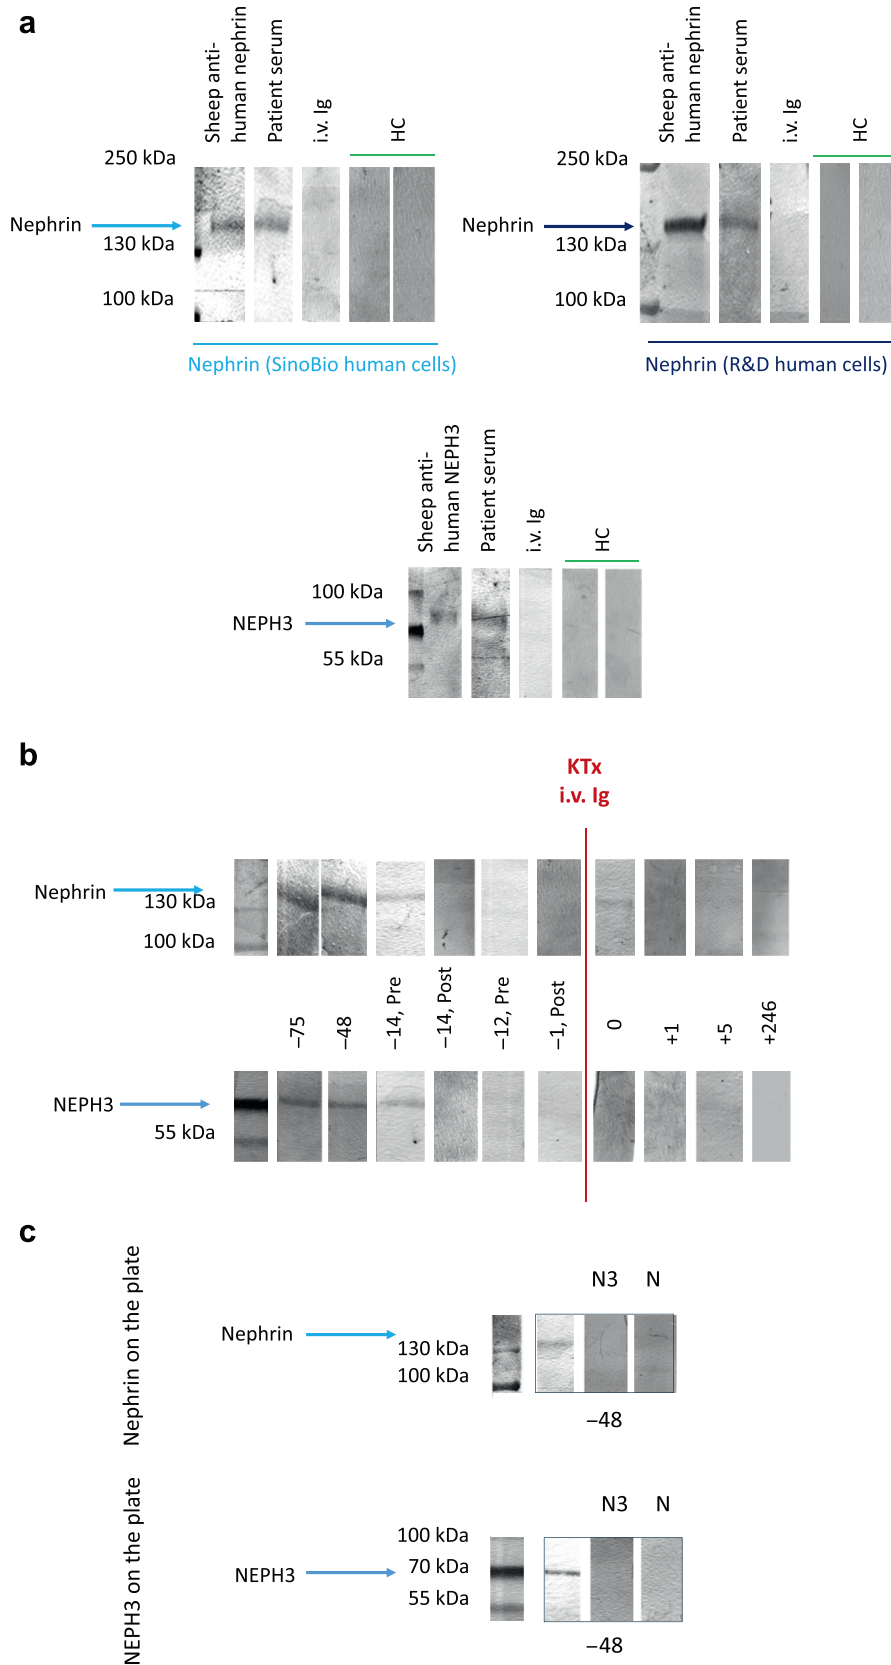 a
Sheep anti-
human nephrin
Patient serum
i.v. Ig
HC
250 kDa
Nephrin
130 kDa
100 kDa
Nephrin (SinoBio human cells)
Sheep anti-
human nephrin
Patient serum
i.v. Ig
HC
250 kDa
Nephrin
130 kDa
100 kDa
Nephrin (R&D human cells)
Sheep anti-
human NEPH3
Patient serum
i.v. Ig
HC
100 kDa
NEPH3
55 kDa
b
KTx
i.v. Ig
Nephrin
130 kDa
100 kDa
−75
−48
−14, Pre
−14, Post
−12, Pre
−1, Post
0
+1
+5
+246
NEPH3
55 kDa
c
Nephrin on the plate
N3 N
Nephrin
130 kDa
100 kDa
−48
NEPH3 on the plate
N3 N
100 kDa
NEPH3
70 kDa
55 kDa
−48